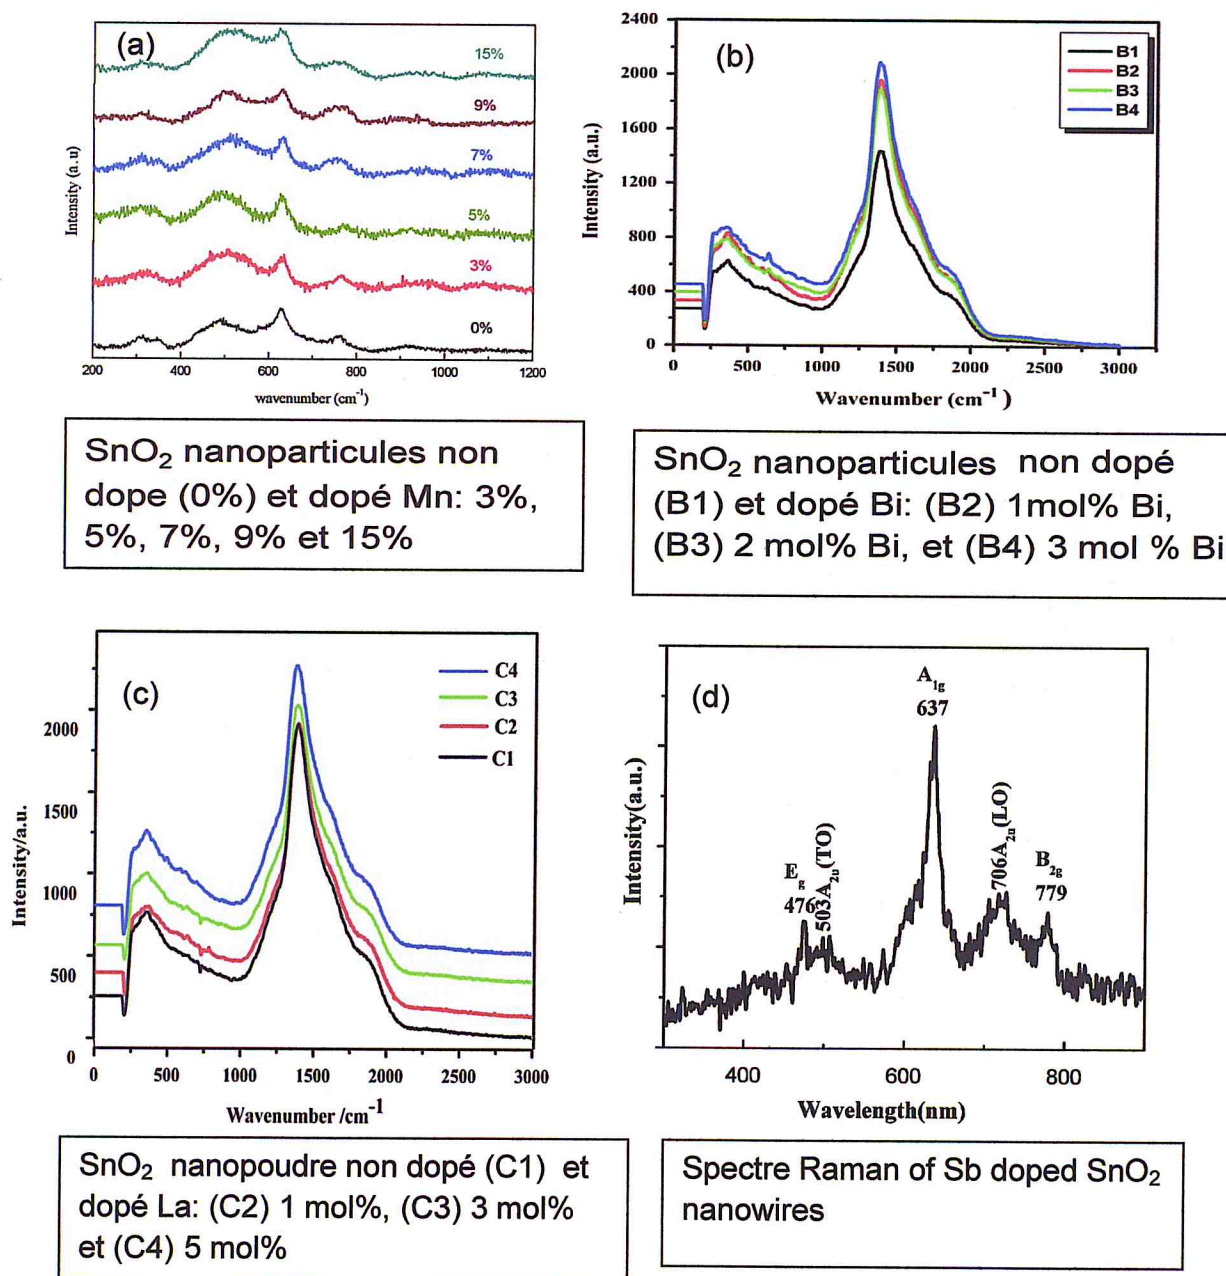 (a)
15%
9%
7%
5%
3%
0%
Intensity (a.u)
200 400 600 800 1000 1200
wavenumber (cm⁻¹)
(b)
B1
B2
B3
B4
2400
2000
1600
1200
800
400
0
Intensity (a.u.)
0 500 1000 1500 2000 2500 3000
Wavenumber (cm⁻¹ )
SnO₂ nanoparticules non
dope (0%) et dopé Mn: 3%,
5%, 7%, 9% et 15%
SnO₂ nanoparticules non dopé
(B1) et dopé Bi: (B2) 1mol% Bi,
(B3) 2 mol% Bi, et (B4) 3 mol % Bi
(c)
C4
C3
C2
C1
2000
1500
1000
500
0
Intensity/a.u.
0 500 1000 1500 2000 2500 3000
Wavenumber /cm⁻¹
(d)
A₁g
637
Eg
476
503A₂u(TO)
706A₂u(LO)
B₂g
779
Intensity(a.u.)
400 600 800
Wavelength(nm)
SnO₂ nanopoudre non dopé (C1) et
dopé La: (C2) 1 mol%, (C3) 3 mol%
et (C4) 5 mol%
Spectre Raman of Sb doped SnO₂
nanowires